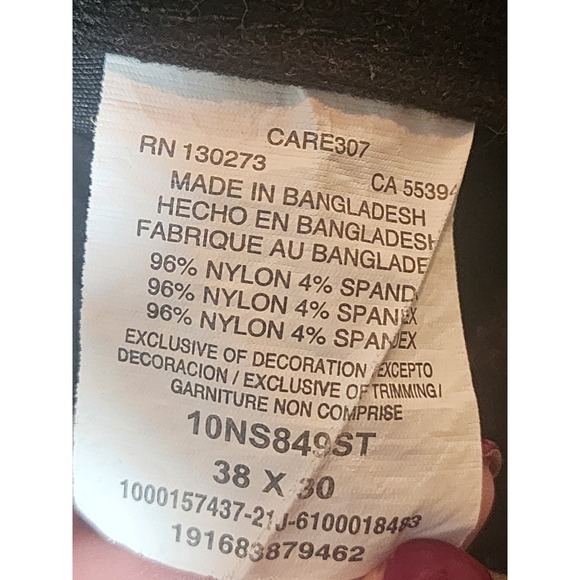 CARE307
RN 130273 CA 55394
MADE IN BANGLADESH
HECHO EN BANGLADESH
FABRIQUE AU BANGLADE
96% NYLON 4% SPAND
96% NYLON 4% SPANEX
96% NYLON 4% SPANDEX
EXCLUSIVE OF DECORATION /EXCEPTO
DECORACION / EXCLUSIVE OF TRIMMING /
GARNITURE NON COMPRISE
10NS849ST
38 X 30
1000157437-21J-6100018483
191683879462